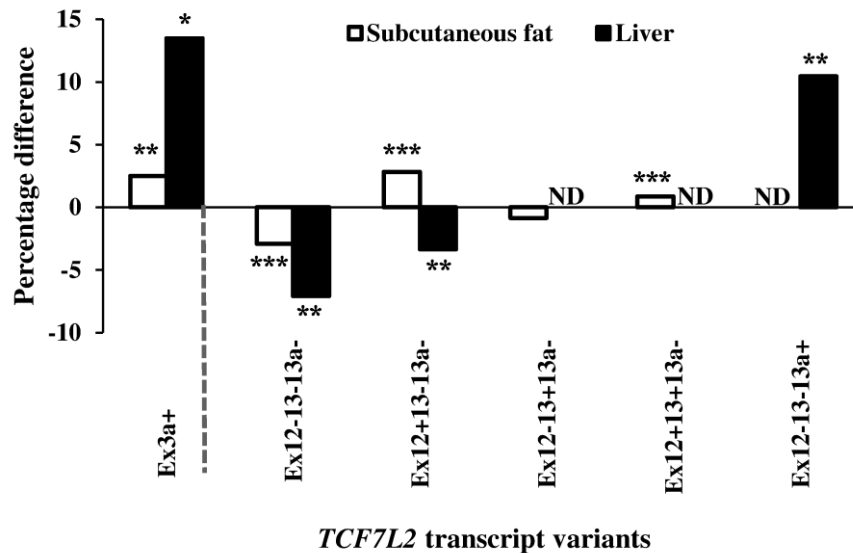 Subcutaneous fat Liver
Percentage difference
15
10
5
0
-5
-10
* 
**
***
**
***
**
ND
***
ND
ND
**
Ex3a+
Ex12-13-13a-
Ex12+13-13a-
Ex12-13+13a-
Ex12+13+13a-
Ex12-13-13a+
TCF7L2 transcript variants